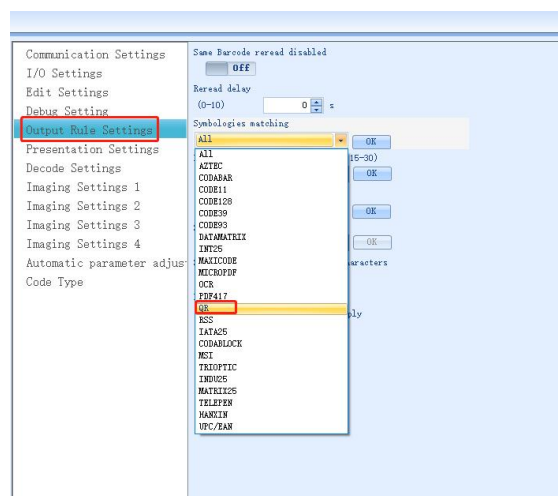 Communication Settings
I/O Settings
Edit Settings
Debug Setting
Output Rule Settings
Presentation Settings
Decode Settings
Imaging Settings 1
Imaging Settings 2
Imaging Settings 3
Imaging Settings 4
Automatic parameter adjus
Code Type
Same Barcode reread disabled
Off
Reread delay
(0-10) 0 s
Symbologies matching
All OK
All 15-30)
AZTEC OK
CODABAR
CODE11
CODE128
CODE39 OK
CODE93
DATAMATRIX
INT25 OK
MAXICODE aracters
MICROPDF
OCR
PDF417
QR
RSS ply
IATA25
CODABLOCK
MSI
TRIOPTIC
INDU25
MATRIX25
TELEPEN
HANXIN
UPC/EAN